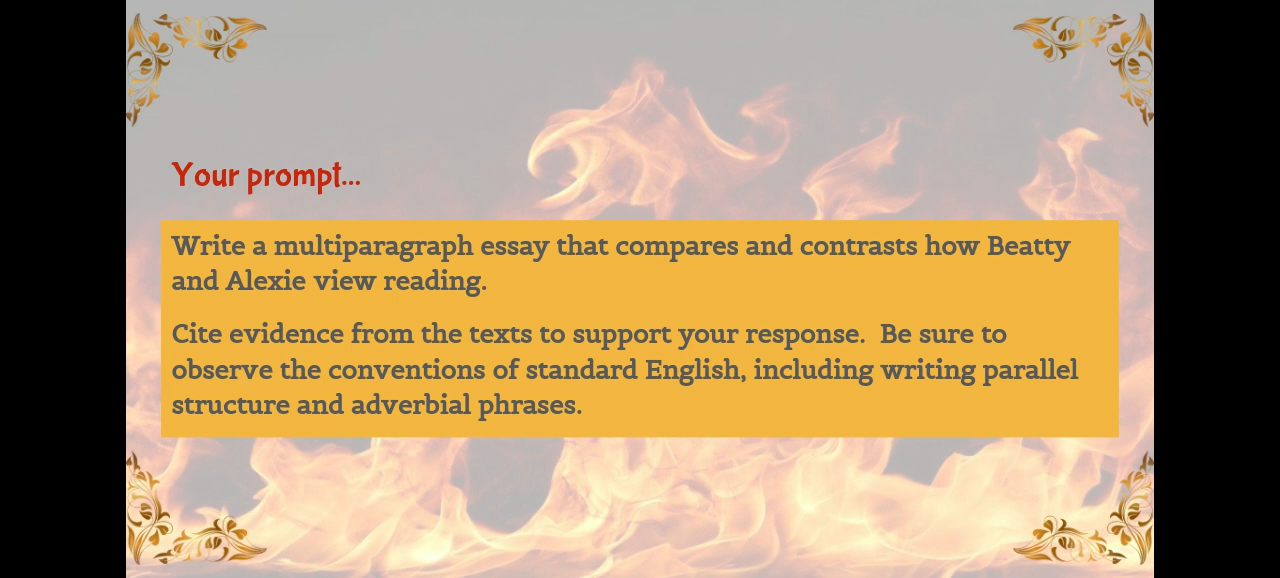 Your prompt...
Write a multiparagraph essay that compares and contrasts how Beatty
and Alexie view reading.
Cite evidence from the texts to support your response.  Be sure to
observe the conventions of standard English, including writing parallel
structure and adverbial phrases.